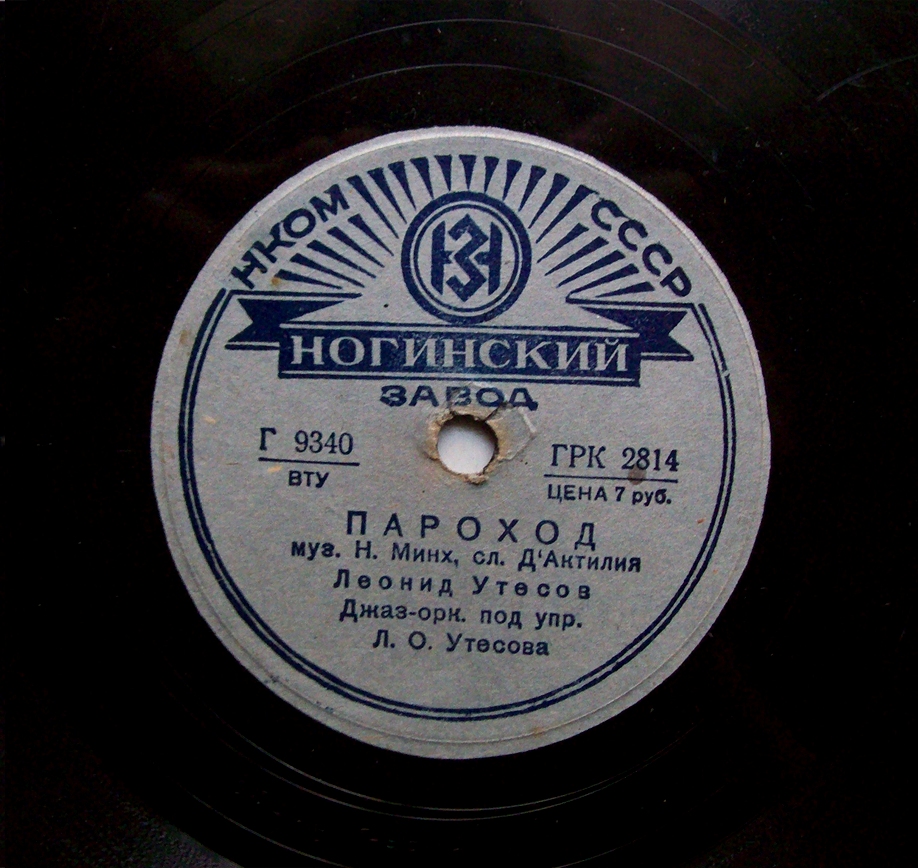 НКОМ СССР
НЗ
НОГИНСКИЙ
ЗАВОД
Г 9340
ВТУ
ГРК 2814
ЦЕНА 7 руб.
ПАРОХОД
муз. Н. Минх, сл. Д'Актилия
Леонид Утесов
Джаз-орк. под упр.
Л. О. Утесова